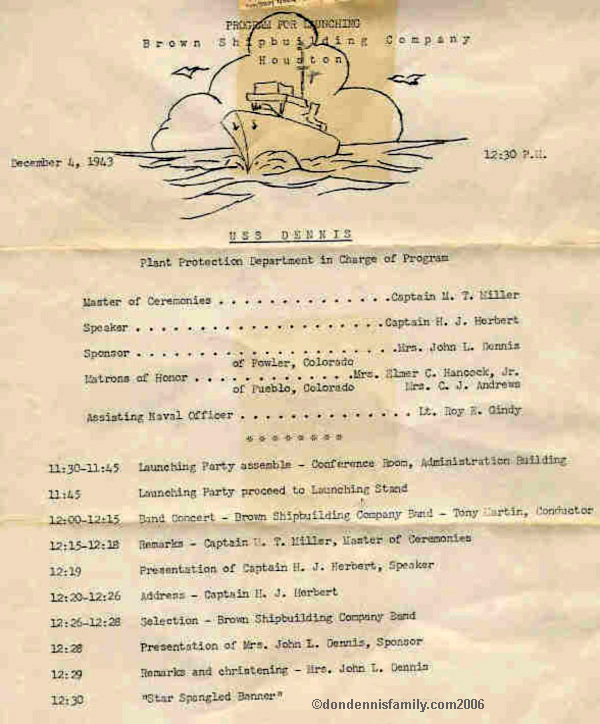 PROGRAM FOR LAUNCHING
Brown Shipbuilding Company
Houston
December 4, 1943 12:30 P.M.
USS DENNIS
Plant Protection Department in Charge of Program
Master of Ceremonies . . . . . . . . . . . . . . .Captain M. T. Miller
Speaker . . . . . . . . . . . . . . . . . . . . . .Captain H. J. Herbert
Sponsor . . . . . . . . . . . . . . . . . . . . . . .Mrs. John L. Dennis
of Fowler, Colorado
Matrons of Honor . . . . . . . . . . . . .Mrs. Elmer C. Hancock, Jr.
of Pueblo, Colorado Mrs. C. J. Andrews
Assisting Naval Officer . . . . . . . . . . . . . . . Lt. Roy E. Gindy
* * * * * * * *
11:30-11:45 Launching Party assemble - Conference Room, Administration Building
11:45 Launching Party proceed to Launching Stand
12:00-12:15 Band Concert - Brown Shipbuilding Company Band - Tony Martin, Conductor
12:15-12:18 Remarks - Captain M. T. Miller, Master of Ceremonies
12:19 Presentation of Captain H. J. Herbert, Speaker
12:20-12:26 Address - Captain H. J. Herbert
12:26-12:28 Selection - Brown Shipbuilding Company Band
12:28 Presentation of Mrs. John L. Dennis, Sponsor
12:29 Remarks and christening - Mrs. John L. Dennis
12:30 "Star Spangled Banner"
©dondennisfamily.com2006